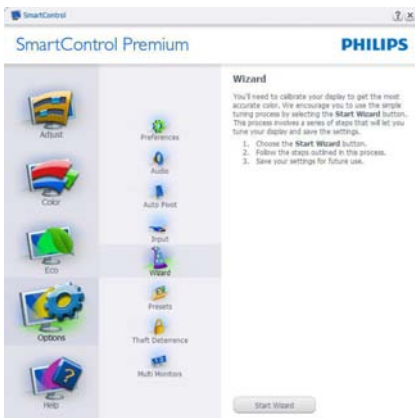 SmartControl
SmartControl Premium
PHILIPS
Adjust
Color
Eco
Options
Help
Preferences
Audio
Auto Pivot
Input
Wizard
Presets
Theft Deterrence
Multi Monitors
Wizard
You'll need to calibrate your display to get the most
accurate color. We encourage you to use the simple
tuning process by selecting the Start Wizard button.
This process involves a series of steps that will let you
tune your display and save the settings.
1. Choose the Start Wizard button.
2. Follow the steps outlined in this process.
3. Save your settings for future use.
Start Wizard